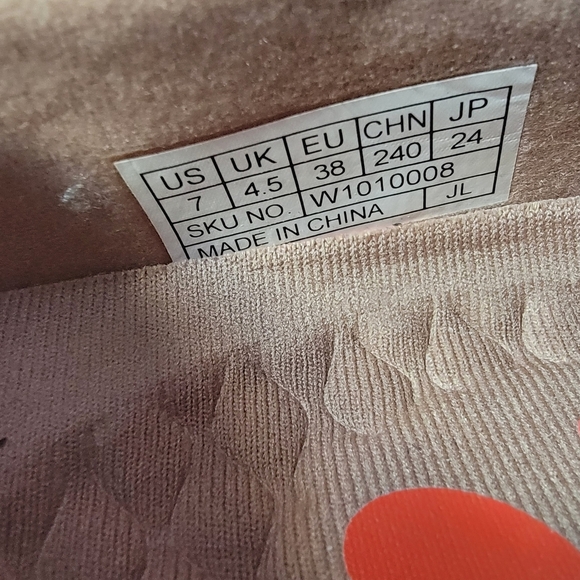 US UK EU CHN JP
7 4.5 38 240 24
SKU NO. W1010008
MADE IN CHINA JL